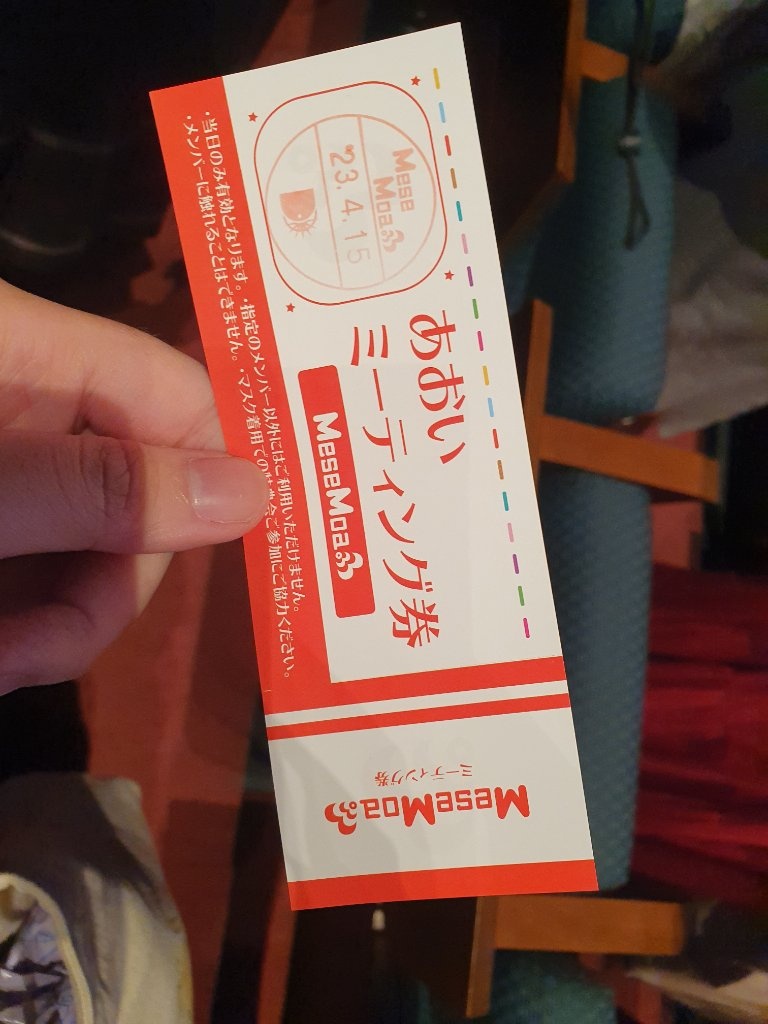 MeseMoa
'23. 4. 15
あおい
ミーティング券
MeseMoa
・当日のみ有効となります。・指定のメンバー以外にはご利用いただけません。
・メンバーに触れることはできません。・マスク着用での特典会ご参加にご協力ください。
MeseMoa
ミーティング券